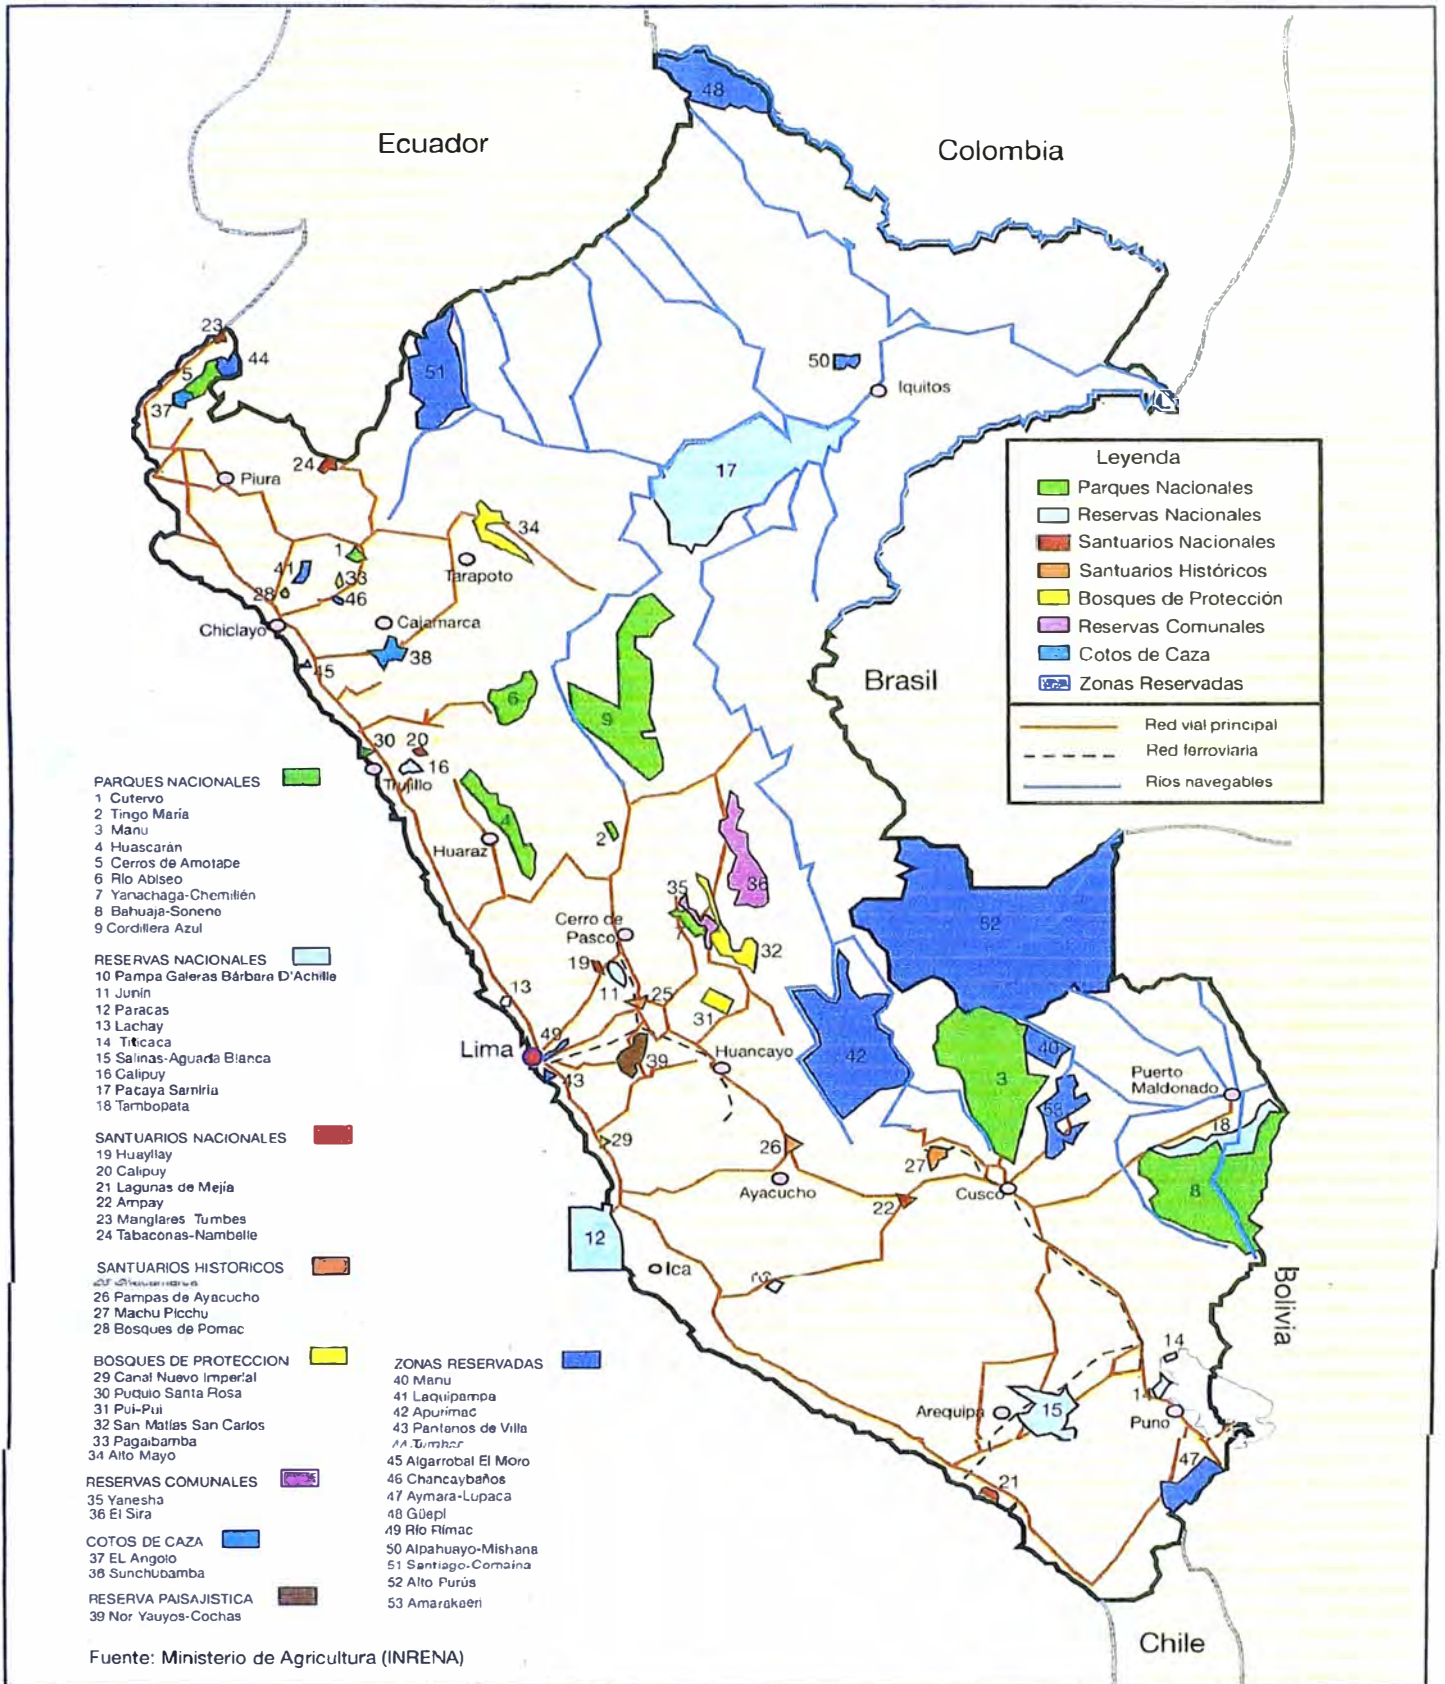 Ecuador
Colombia
Brasil
Bolivia
Chile
48
23
44
5
37
51
50
Iquitos
17
24
Piura
34
1
Tarapoto
41
33
28
46
Chiclayo
Cajamarca
38
45
6
9
30
20
16
Trujillo
4
Huaraz
2
36
35
7
Cerro de
Pasco
32
19
11
25
13
31
49
Lima
39
Huancayo
43
42
52
40
3
53
Puerto
Maldonado
18
8
29
26
27
Ayacucho
22
Cusco
12
Ica
14
14
15
Arequipa
Puno
47
21
Leyenda
Parques Nacionales
Reservas Nacionales
Santuarios Nacionales
Santuarios Históricos
Bosques de Protección
Reservas Comunales
Cotos de Caza
Zonas Reservadas
Red vial principal
Red ferroviaria
Ríos navegables
PARQUES NACIONALES
1 Cutervo
2 Tingo María
3 Manu
4 Huascarán
5 Cerros de Amotape
6 Río Abiseo
7 Yanachaga-Chemillén
8 Bahuaja-Sonene
9 Cordillera Azul
RESERVAS NACIONALES
10 Pampa Galeras Bárbara D'Achille
11 Junín
12 Paracas
13 Lachay
14 Titicaca
15 Salinas-Aguada Blanca
16 Calipuy
17 Pacaya Samiria
18 Tambopata
SANTUARIOS NACIONALES
19 Huayllay
20 Calipuy
21 Lagunas de Mejía
22 Ampay
23 Manglares Tumbes
24 Tabaconas-Namballe
SANTUARIOS HISTORICOS
26 Pampas de Ayacucho
27 Machu Picchu
28 Bosques de Pomac
BOSQUES DE PROTECCION
29 Canal Nuevo Imperial
30 Puquio Santa Rosa
31 Pui-Pui
32 San Matías San Carlos
33 Pagaibamba
34 Alto Mayo
RESERVAS COMUNALES
35 Yanesha
36 El Sira
COTOS DE CAZA
37 EL Angolo
38 Sunchubamba
RESERVA PAISAJISTICA
39 Nor Yauyos-Cochas
ZONAS RESERVADAS
40 Manu
41 Laquipampa
42 Apurímac
43 Pantanos de Villa
44 Tumbes
45 Algarrobal El Moro
46 Chancaybaños
47 Aymara-Lupaca
48 Güepi
49 Río Rímac
50 Alpahuayo-Mishana
51 Santiago-Comaina
52 Alto Purús
53 Amarakaeri
Fuente: Ministerio de Agricultura (INRENA)